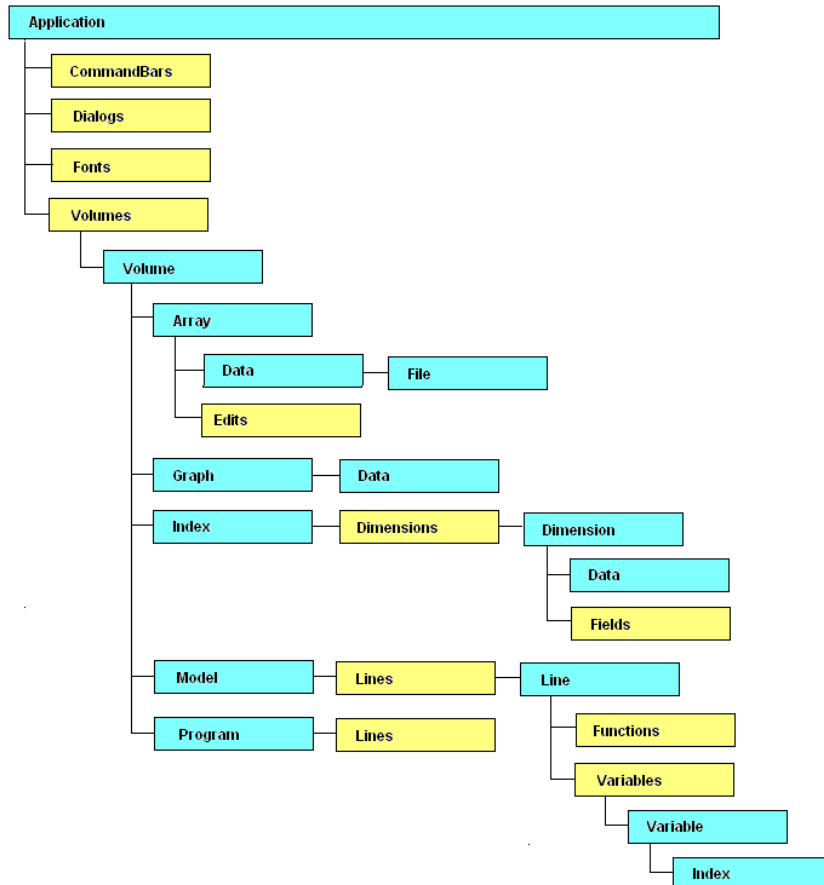 Application
CommandBars
Dialogs
Fonts
Volumes
Volume
Array
Data File
Edits
Graph Data
Index Dimensions Dimension
Data
Fields
Model Lines Line
Program Lines
Functions
Variables
Variable
Index